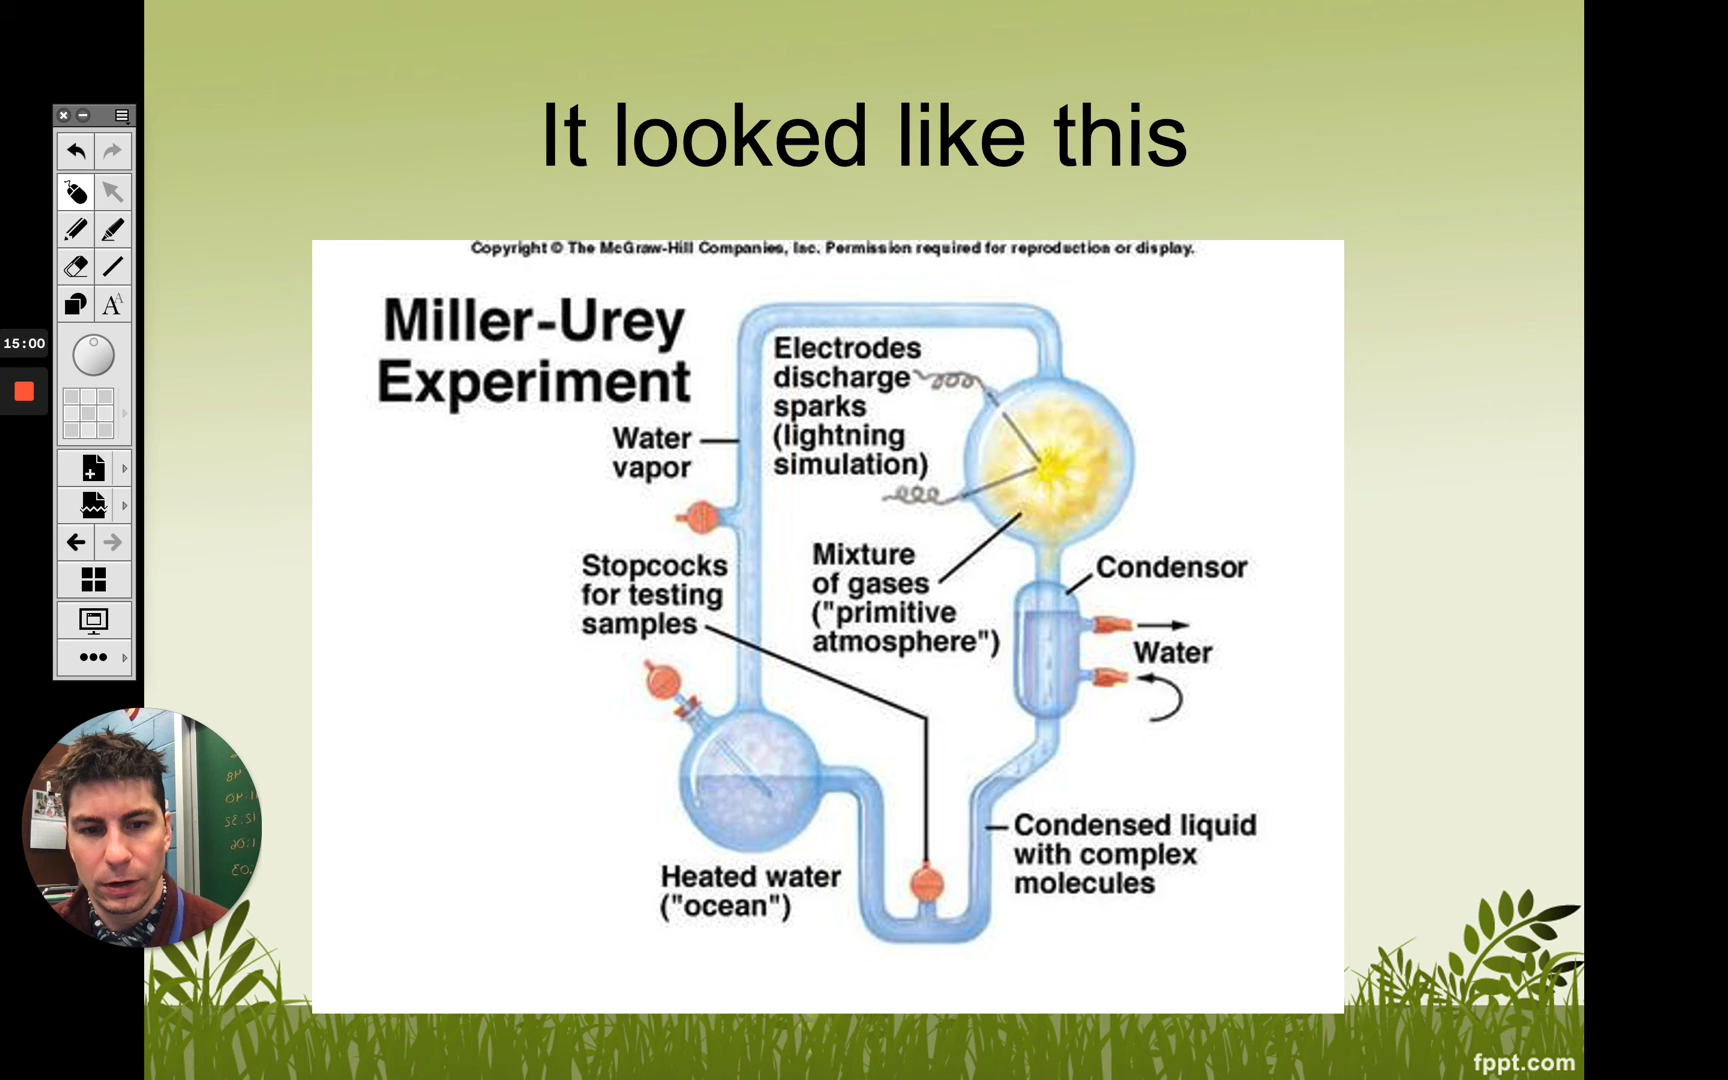 It looked like this
Copyright © The McGraw-Hill Companies, Inc. Permission required for reproduction or display.
Miller-Urey
Experiment
Electrodes
discharge
sparks
(lightning
simulation)
Water
vapor
Stopcocks
for testing
samples
Mixture
of gases
("primitive
atmosphere")
Condensor
Water
Heated water
("ocean")
Condensed liquid
with complex
molecules
15:00
A A
fppt.com